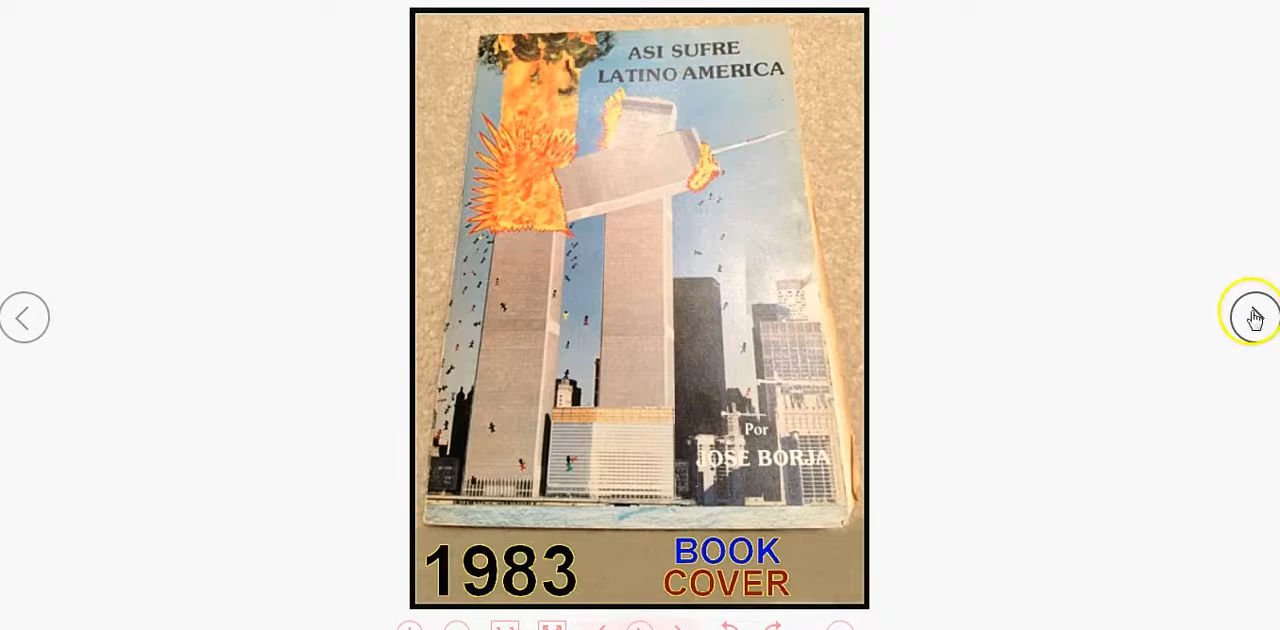 ASI SUFRE
LATINO AMERICA
Por
JOSE BORJA
1983
BOOK
COVER